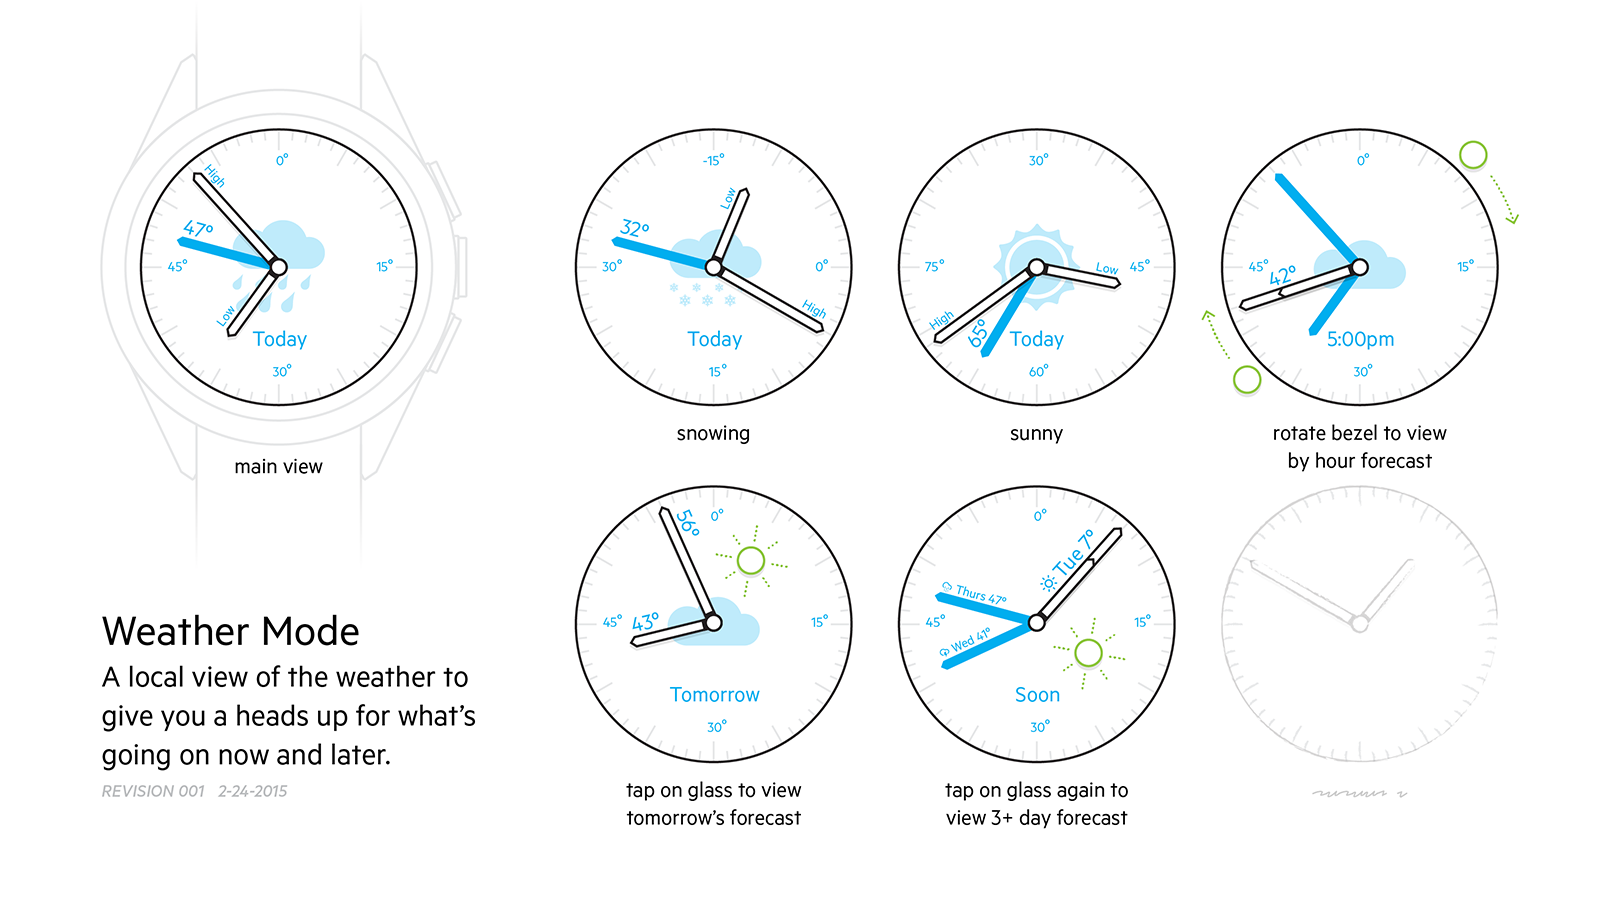 0°
High
47°
45°
15°
Low
Today
30°
main view
Weather Mode
A local view of the weather to
give you a heads up for what's
going on now and later.
REVISION 001 2-24-2015
-15°
Low
32°
30°
0°
High
Today
15°
snowing
30°
75°
Low
45°
High
65°
Today
60°
sunny
0°
45°
42°
15°
5:00pm
30°
rotate bezel to view
by hour forecast
56°
0°
45°
43°
15°
Tomorrow
30°
tap on glass to view
tomorrow's forecast
0°
Tue 7°
Thurs 47°
45°
15°
Wed 41°
Soon
30°
tap on glass again to
view 3+ day forecast